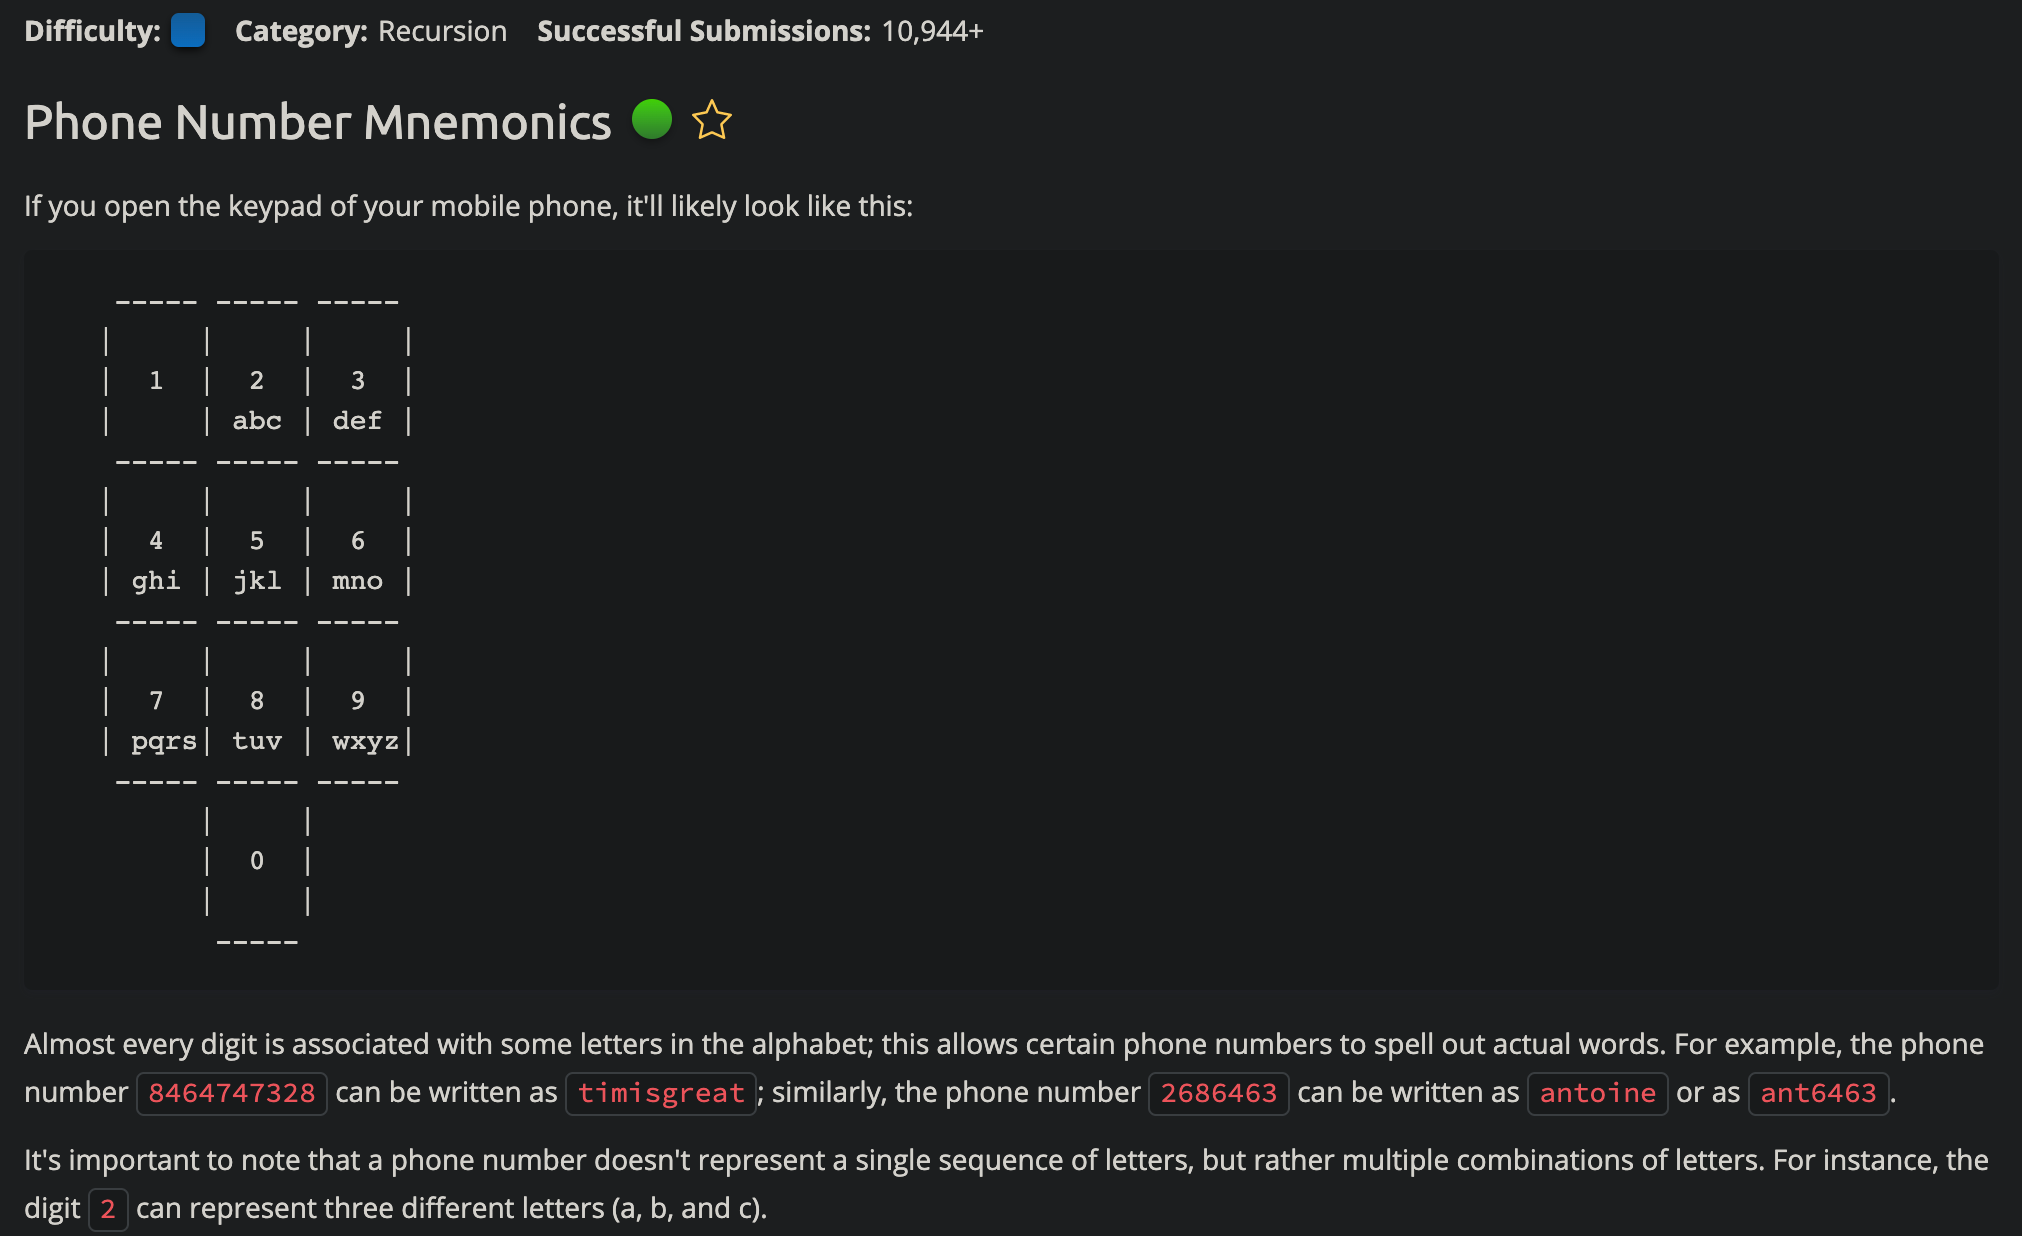 Difficulty: Category: Recursion Successful Submissions: 10,944+
Phone Number Mnemonics
If you open the keypad of your mobile phone, it'll likely look like this:
 ----- ----- -----
|     |     |     |
|  1  |  2  |  3  |
|     | abc | def |
 ----- ----- -----
|     |     |     |
|  4  |  5  |  6  |
| ghi | jkl | mno |
 ----- ----- -----
|     |     |     |
|  7  |  8  |  9  |
| pqrs| tuv | wxyz|
 ----- ----- -----
      |     |
      |  0  |
      |     |
       -----
Almost every digit is associated with some letters in the alphabet; this allows certain phone numbers to spell out actual words. For example, the phone
number 8464747328 can be written as timisgreat; similarly, the phone number 2686463 can be written as antoine or as ant6463.
It's important to note that a phone number doesn't represent a single sequence of letters, but rather multiple combinations of letters. For instance, the
digit 2 can represent three different letters (a, b, and c).